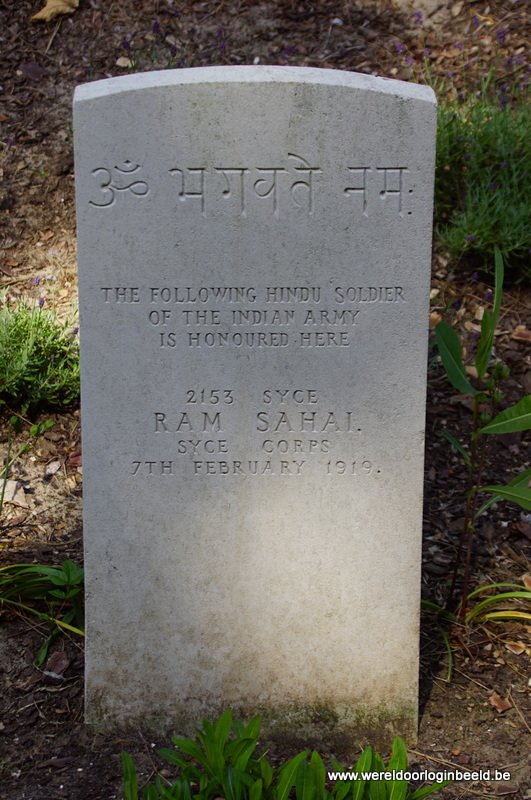 ॐ भगवते नमः
THE FOLLOWING HINDU SOLDIER
OF THE INDIAN ARMY
IS HONOURED HERE
2153 SYCE
RAM SAHAI.
SYCE CORPS
7TH FEBRUARY 1919.
www.wereldoorloginbeeld.be